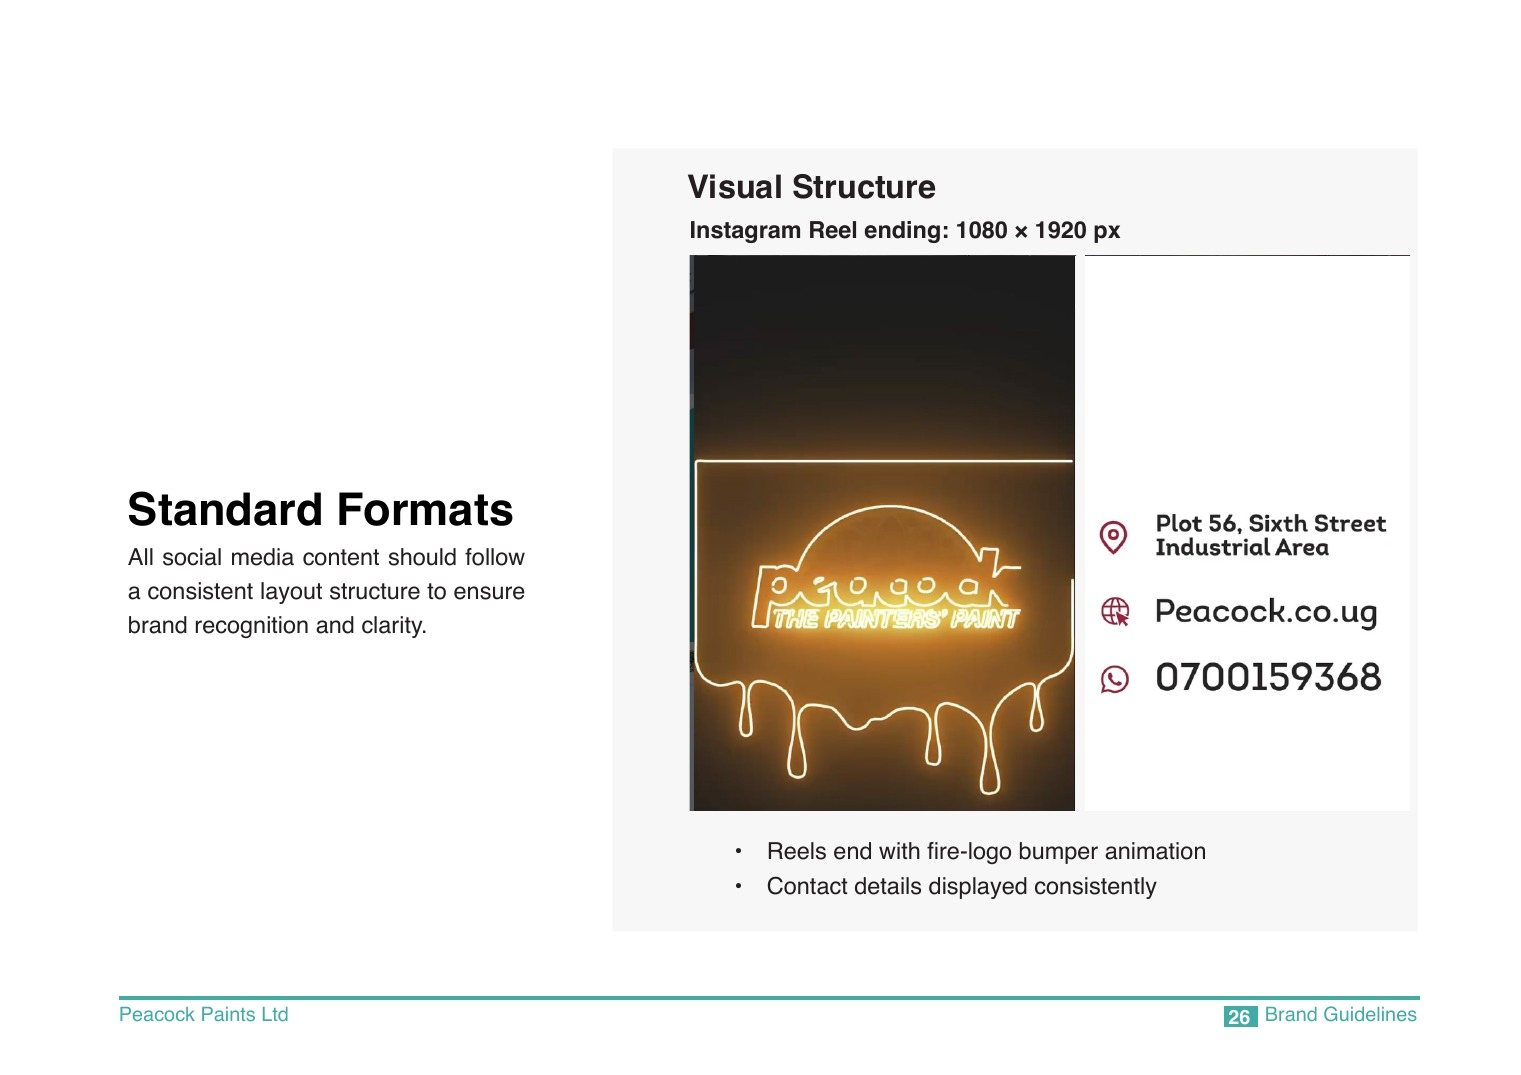 Standard Formats
All social media content should follow
a consistent layout structure to ensure
brand recognition and clarity.
Visual Structure
Instagram Reel ending: 1080 × 1920 px
peacock
THE PAINTERS' PAINT
Plot 56, Sixth Street
Industrial Area
Peacock.co.ug
0700159368
• Reels end with fire-logo bumper animation
• Contact details displayed consistently
Peacock Paints Ltd
26 Brand Guidelines